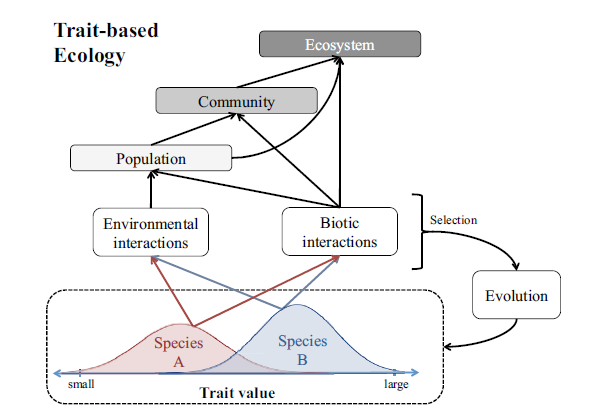 Trait-based
Ecology
Ecosystem
Community
Population
Environmental
interactions
Biotic
interactions
Selection
Evolution
Species
A
Species
B
small
large
Trait value